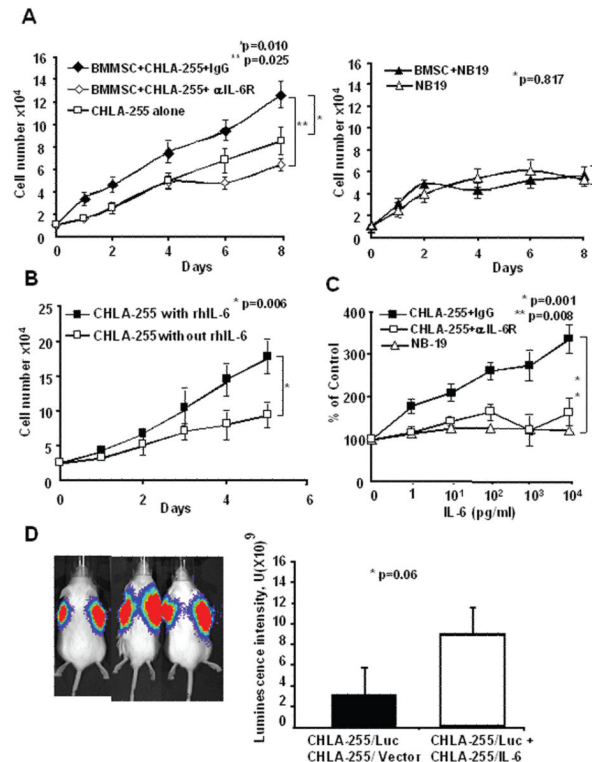 A
*p=0.010
** p=0.025
BMMSC+CHLA-255+IgG
BMMSC+CHLA-255+ αIL-6R
CHLA-255 alone
Cell number x10⁴
16
14
12
10
8
6
4
2
0
0 2 4 6 8
Days
**
*
BMSC+NB19
NB19
* p=0.817
Cell number x10⁴
16
14
12
10
8
6
4
2
0
0 2 4 6 8
Days
B
CHLA-255 with rhIL-6
CHLA-255 without rhIL-6
* p=0.006
Cell number x10⁴
25
20
15
10
5
0
0 2 4 6
Days
*
C
CHLA-255+IgG
CHLA-255+αIL-6R
NB-19
* p=0.001
** p=0.008
% of Control
400
300
200
100
0
0 1 10¹ 10² 10³ 10⁴
IL-6 (pg/ml)
*
*
D
Luminescence intensity, U(X10)⁹
16
14
12
10
8
6
4
2
0
* p=0.06
CHLA-255/Luc CHLA-255/Luc +
CHLA-255/Vector CHLA-255/IL-6